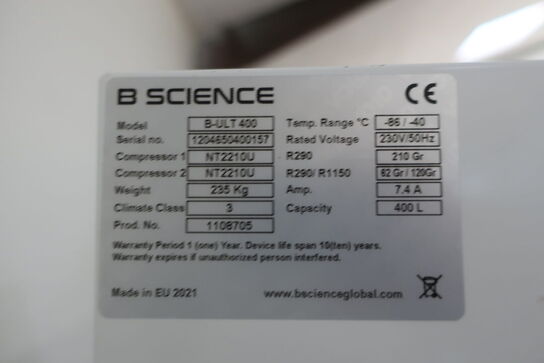 B SCIENCE CE
Model B-ULT 400 Temp. Range °C -86 / -40
Serial no. 1204650400157 Rated Voltage 230V/50Hz
Compressor 1 NT2210U R290 210 Gr
Compressor 2 NT2210U R290/ R1150 62 Gr / 120Gr
Weight 235 Kg Amp. 7,4 A
Climate Class 3 Capacity 400 L
Prod. No. 1108705
Warranty Period 1 (one) Year. Device life span 10(ten) years.
Warranty expires if unauthorized person interfered.
Made in EU 2021 www.bscienceglobal.com